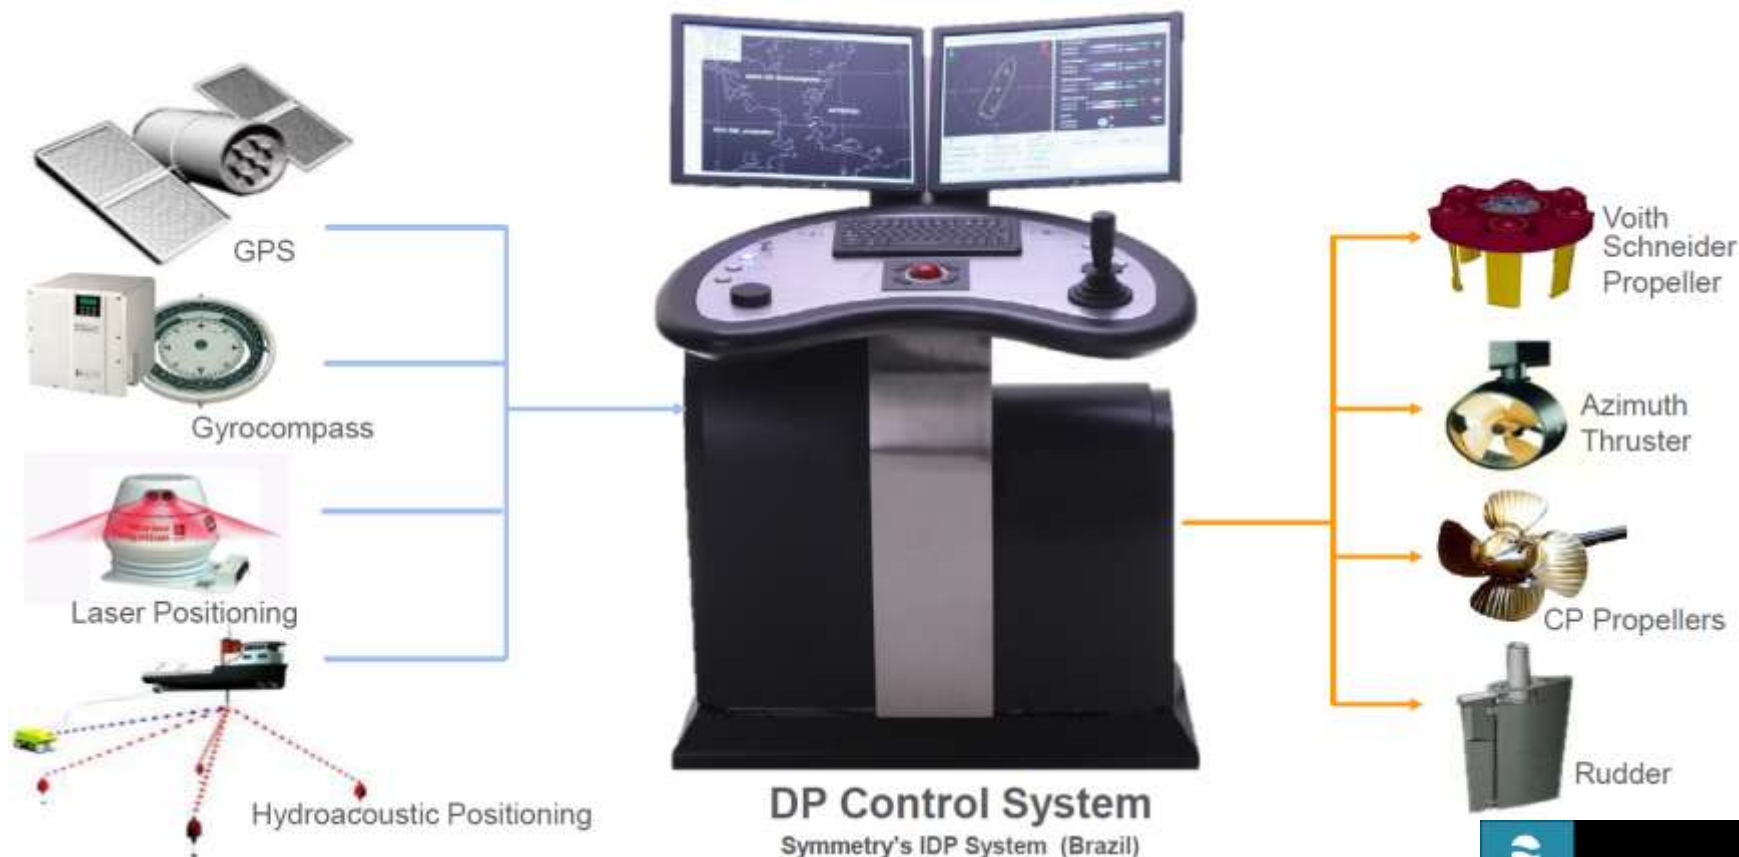 GPS
Gyrocompass
Laser Positioning
Hydroacoustic Positioning
DP Control System
Symmetry's IDP System (Brazil)
Voith
Schneider
Propeller
Azimuth
Thruster
CP Propellers
Rudder